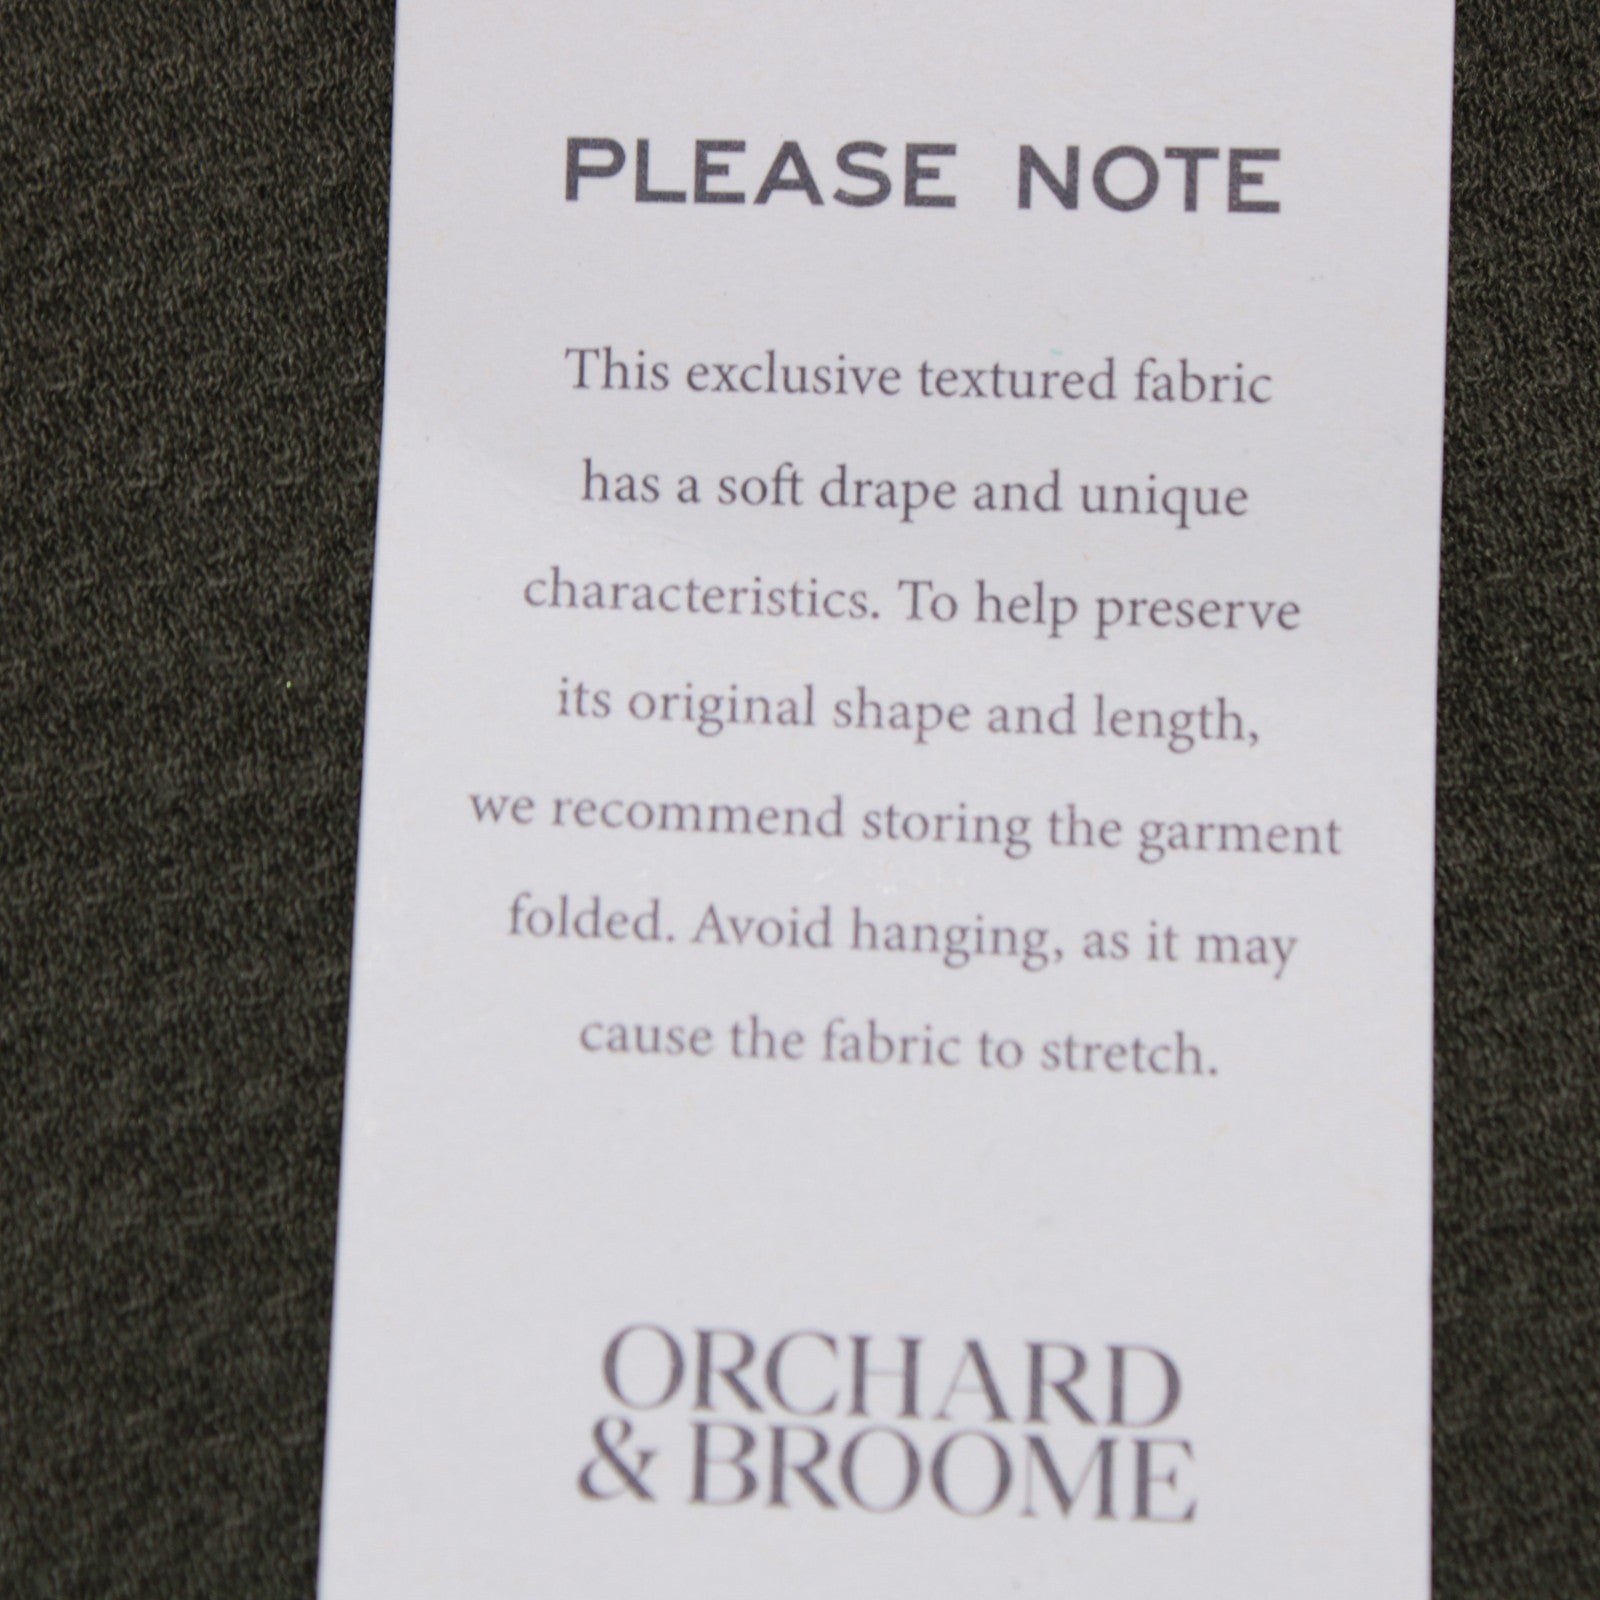 PLEASE NOTE
This exclusive textured fabric
has a soft drape and unique
characteristics. To help preserve
its original shape and length,
we recommend storing the garment
folded. Avoid hanging, as it may
cause the fabric to stretch.
ORCHARD
& BROOME